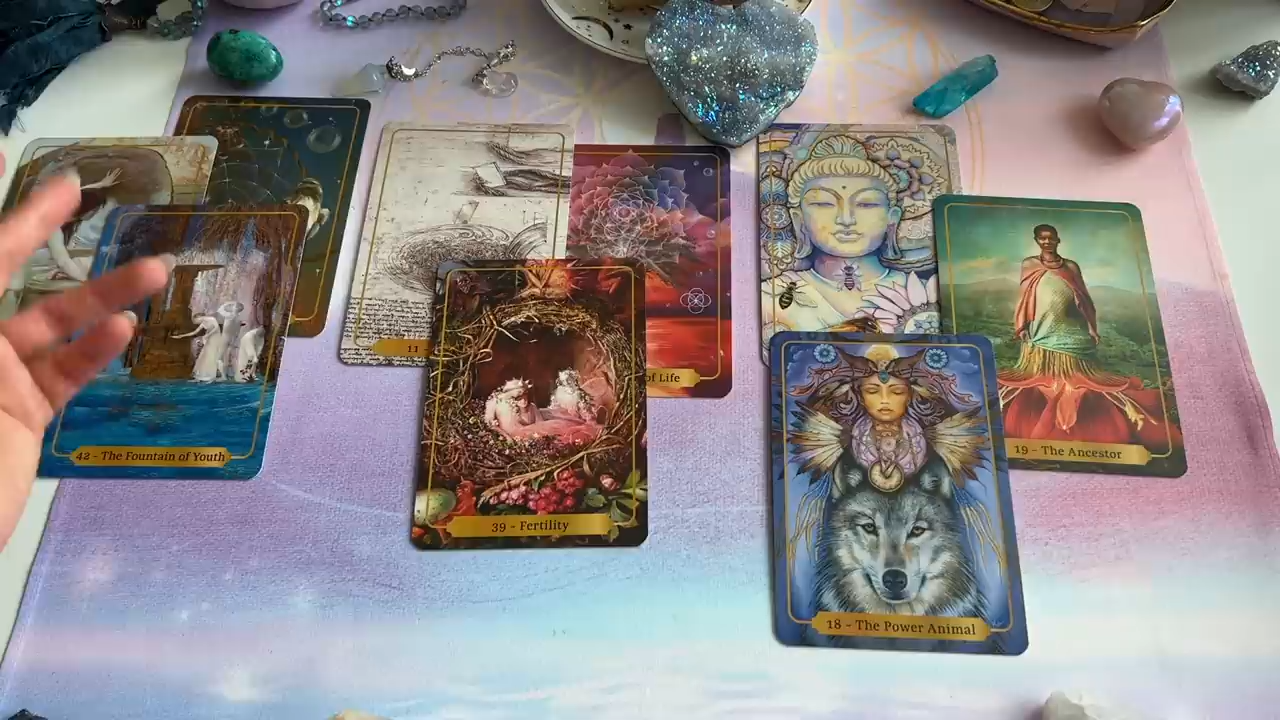 11 -
of Life
42 - The Fountain of Youth
19 - The Ancestor
39 - Fertility
18 - The Power Animal